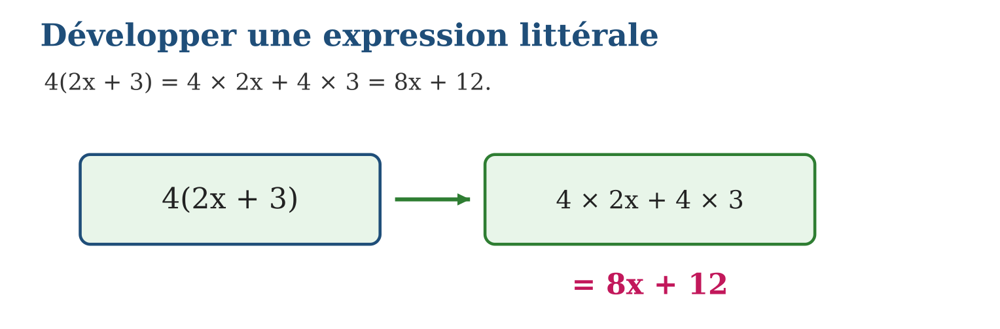 Développer une expression littérale
4(2x + 3) = 4 × 2x + 4 × 3 = 8x + 12.
4(2x + 3)
4 × 2x + 4 × 3
= 8x + 12